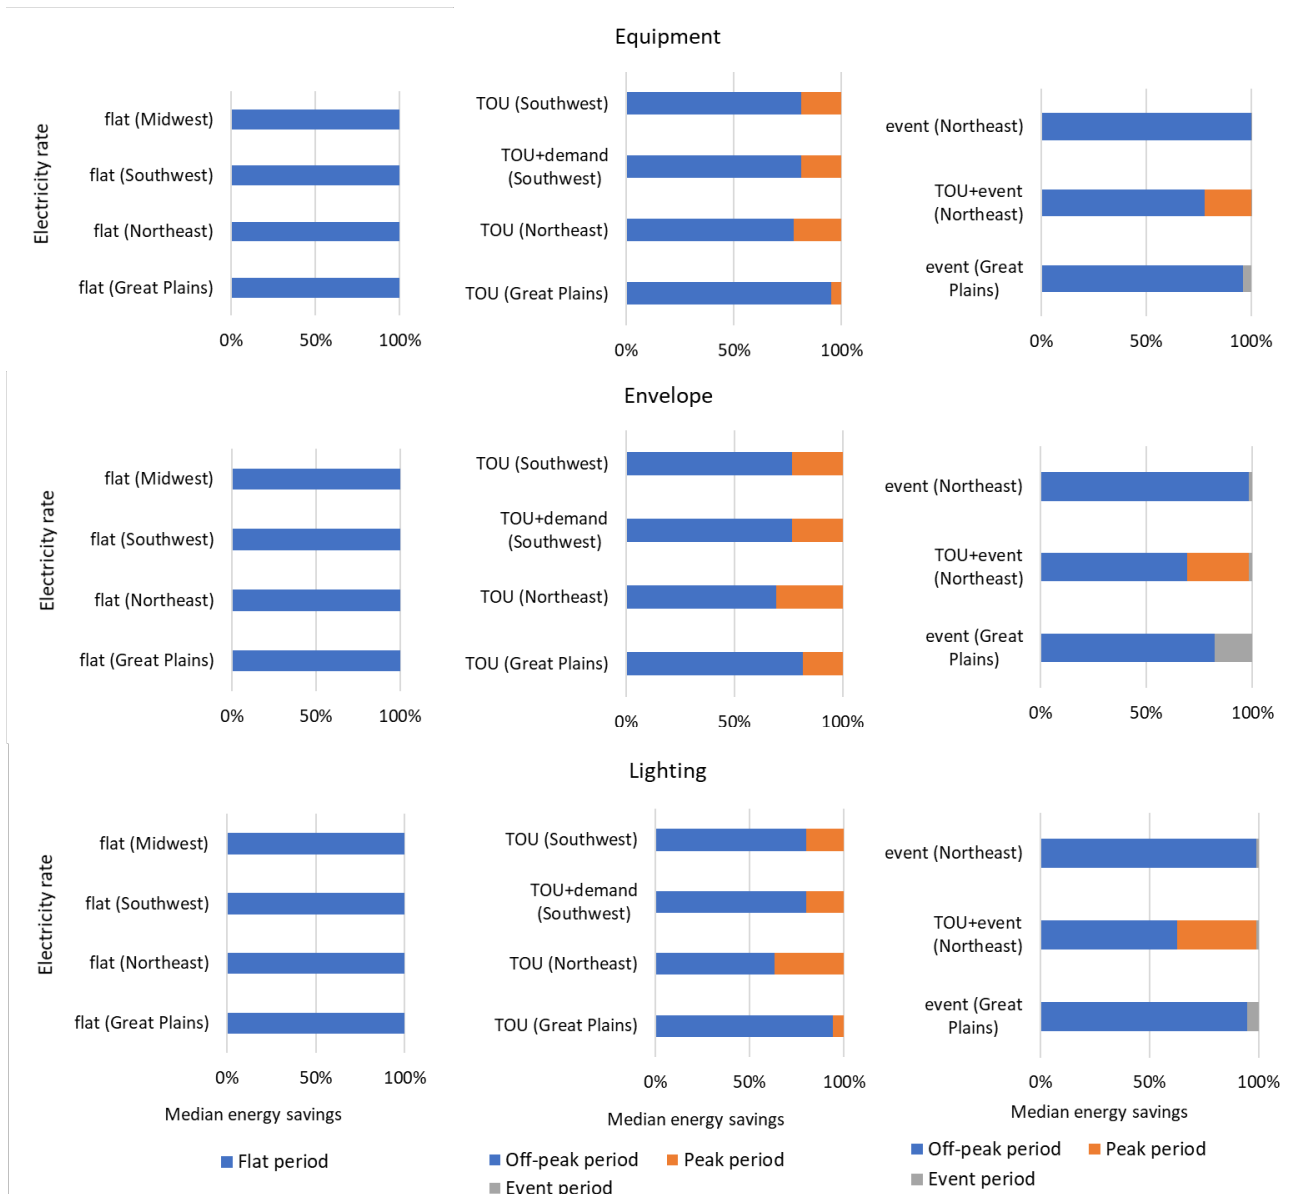 Equipment
Electricity rate
flat (Midwest)
flat (Southwest)
flat (Northeast)
flat (Great Plains)
0% 50% 100%
TOU (Southwest)
TOU+demand
(Southwest)
TOU (Northeast)
TOU (Great Plains)
0% 50% 100%
event (Northeast)
TOU+event
(Northeast)
event (Great
Plains)
0% 50% 100%
Envelope
Electricity rate
flat (Midwest)
flat (Southwest)
flat (Northeast)
flat (Great Plains)
0% 50% 100%
TOU (Southwest)
TOU+demand
(Southwest)
TOU (Northeast)
TOU (Great Plains)
0% 50% 100%
event (Northeast)
TOU+event
(Northeast)
event (Great
Plains)
0% 50% 100%
Lighting
Electricity rate
flat (Midwest)
flat (Southwest)
flat (Northeast)
flat (Great Plains)
0% 50% 100%
Median energy savings
Flat period
TOU (Southwest)
TOU+demand
(Southwest)
TOU (Northeast)
TOU (Great Plains)
0% 50% 100%
Median energy savings
Off-peak period Peak period
Event period
event (Northeast)
TOU+event
(Northeast)
event (Great
Plains)
0% 50% 100%
Median energy savings
Off-peak period Peak period
Event period